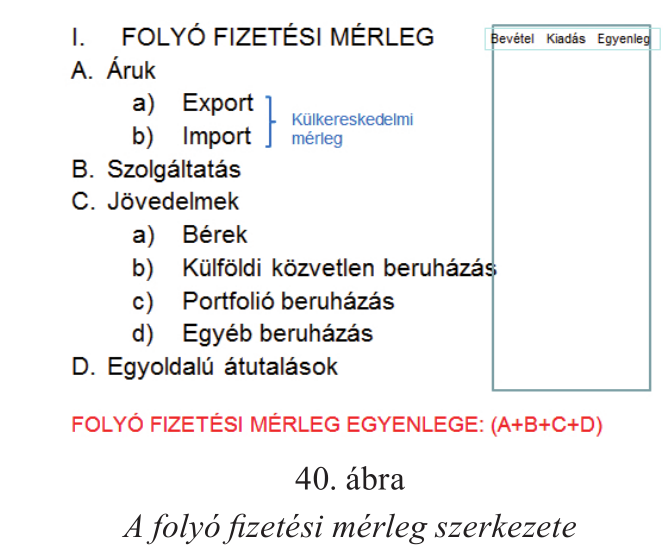 I. FOLYÓ FIZETÉSI MÉRLEG
Bevétel Kiadás Egyenleg
A. Áruk
a) Export
b) Import
Külkereskedelmi
mérleg
B. Szolgáltatás
C. Jövedelmek
a) Bérek
b) Külföldi közvetlen beruházás
c) Portfolió beruházás
d) Egyéb beruházás
D. Egyoldalú átutalások
FOLYÓ FIZETÉSI MÉRLEG EGYENLEGE: (A+B+C+D)
40. ábra
A folyó fizetési mérleg szerkezete